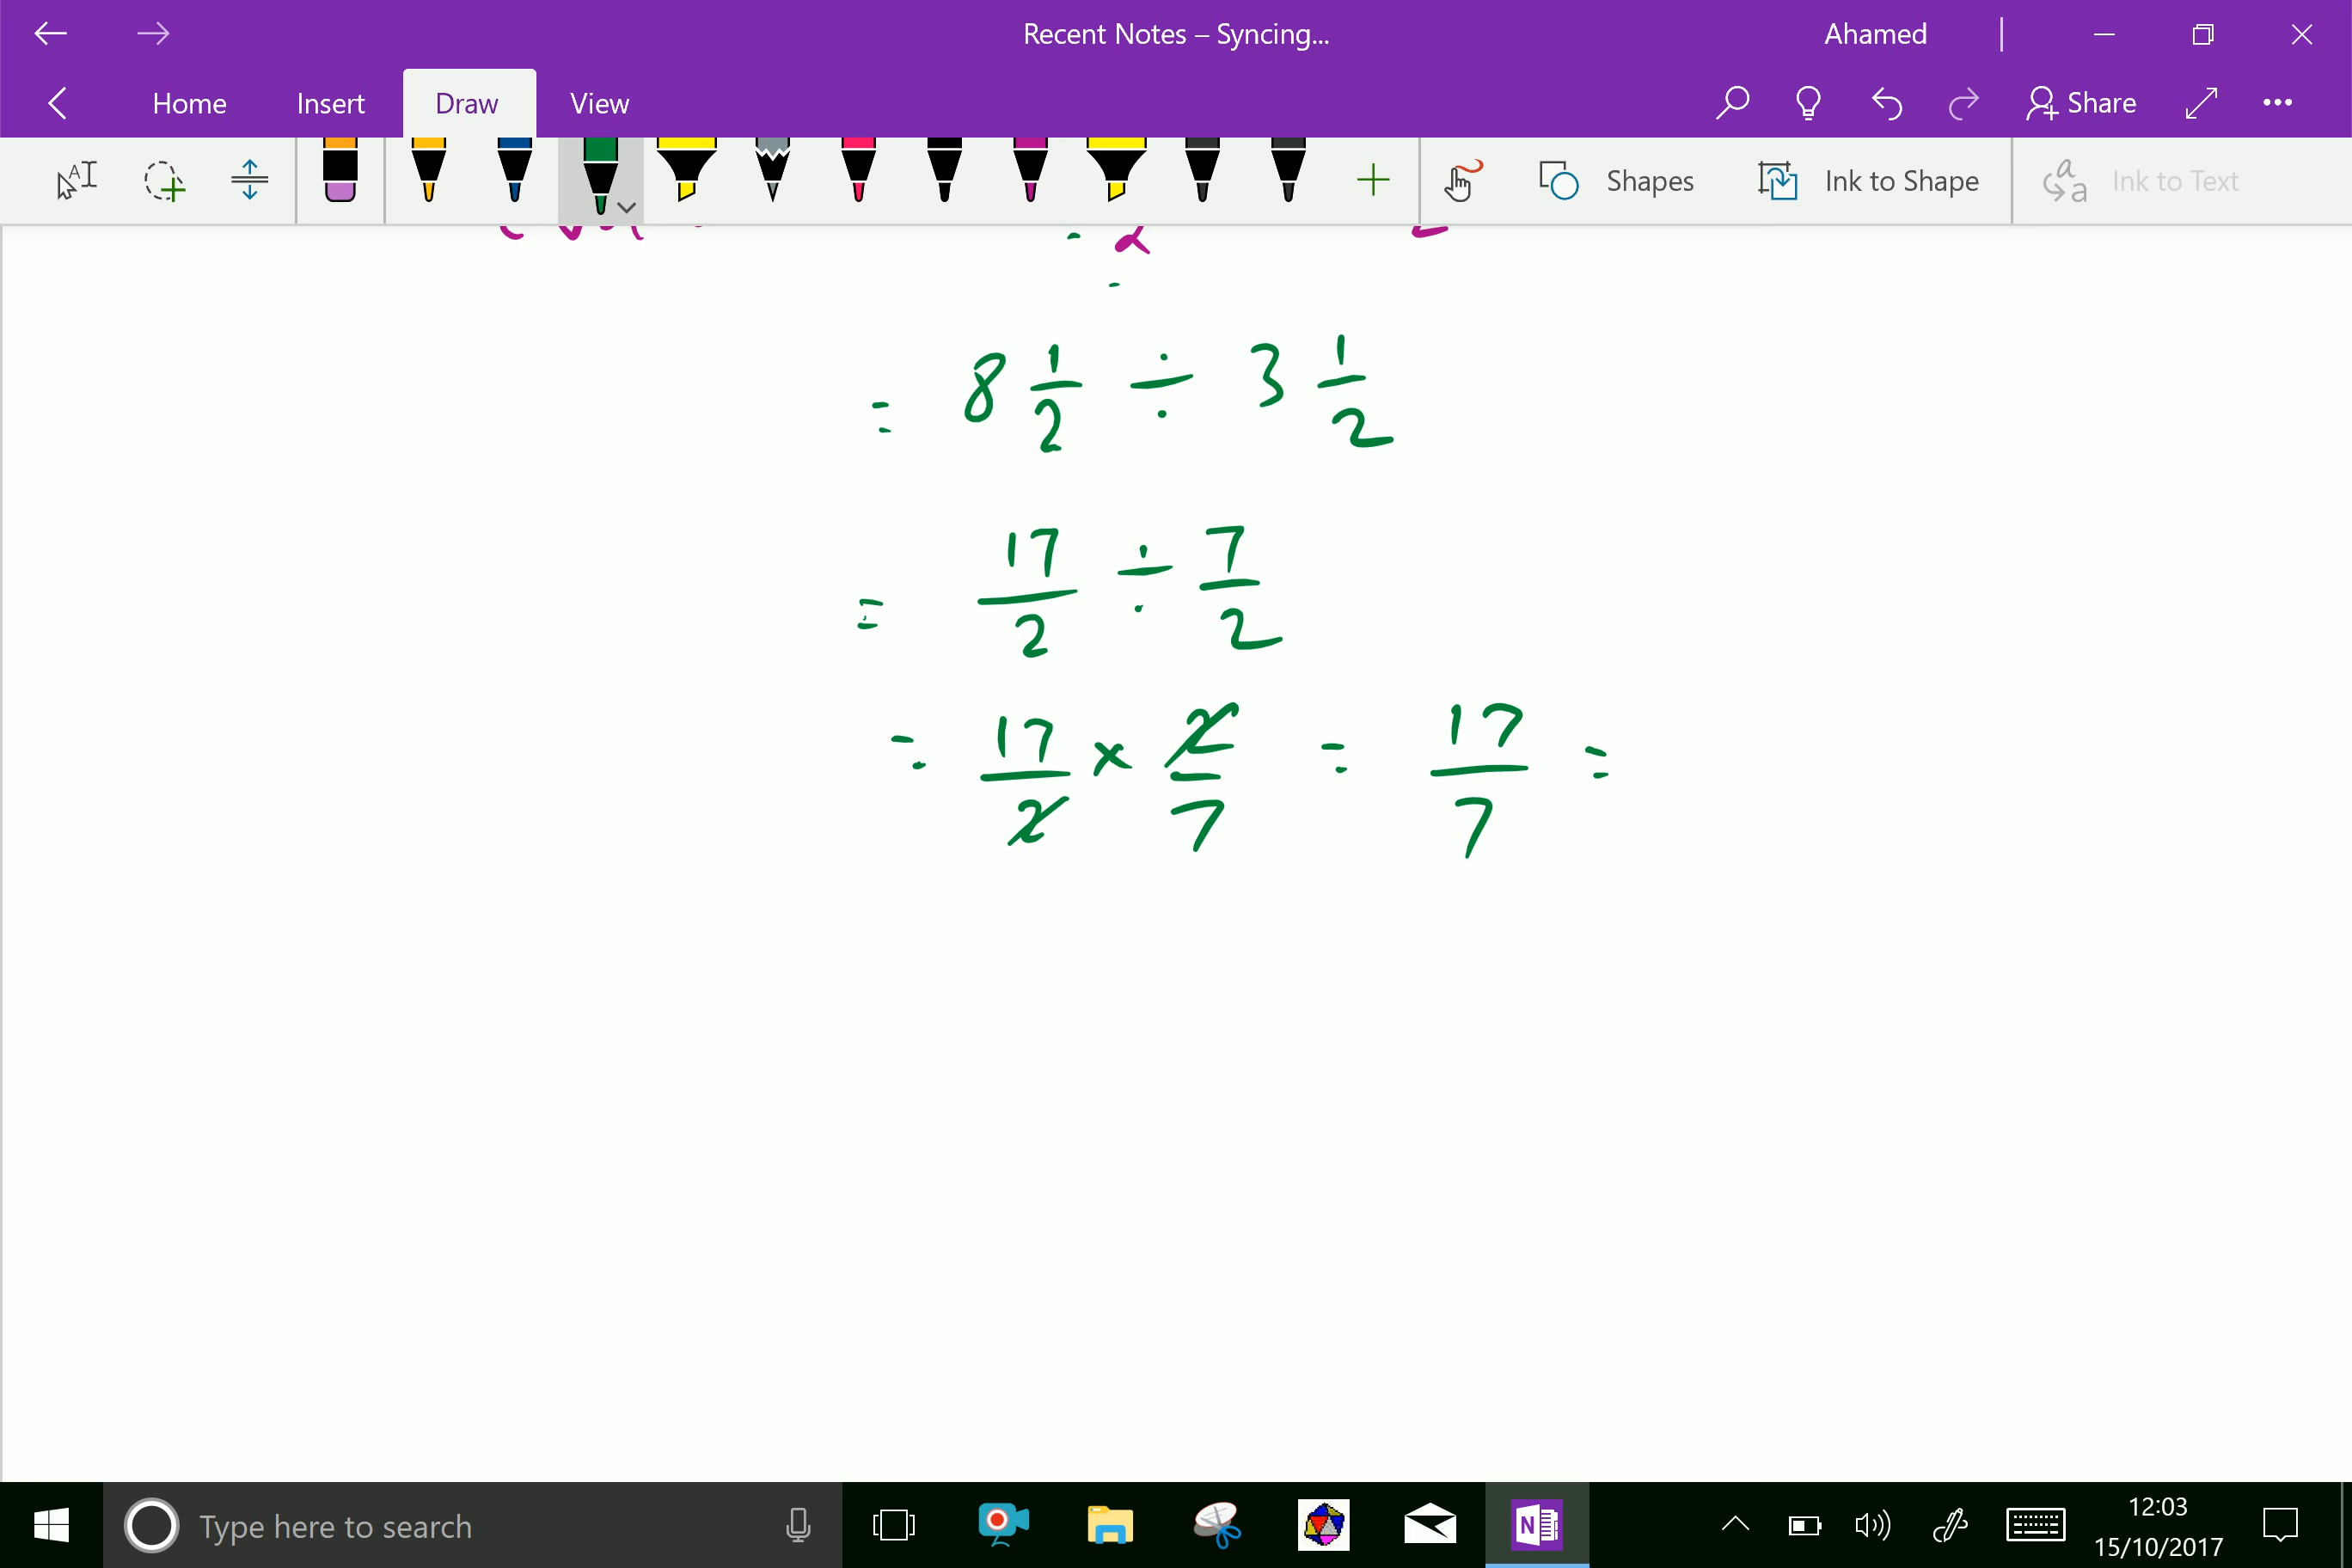 Recent Notes – Syncing...
Ahamed
Home Insert Draw View
Share
Shapes Ink to Shape Ink to Text
= 8 1/2 ÷ 3 1/2
= 17/2 ÷ 7/2
= 17/2 × 2/7 = 17/7 =
Type here to search
12:03
15/10/2017